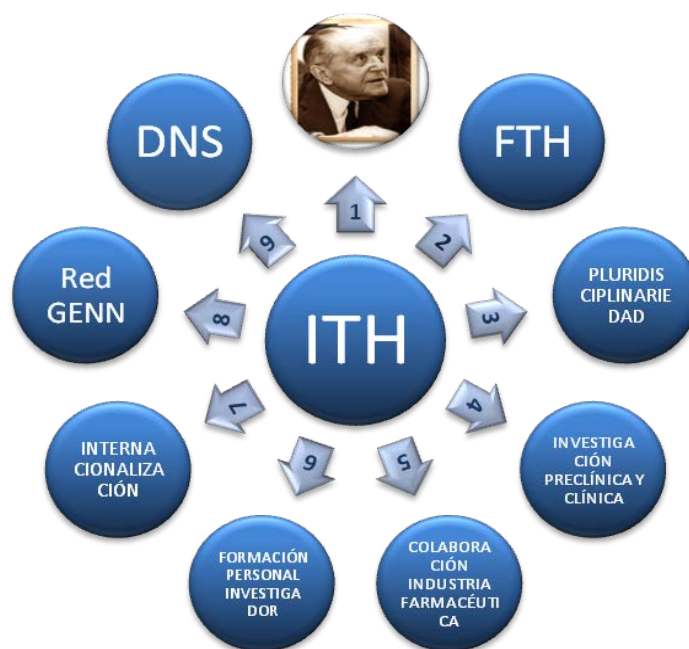 1
FTH
2
PLURIDIS
CIPLINARIE
DAD
3
INVESTIGA
CIÓN
PRECLÍNICA Y
CLÍNICA
4
COLABORA
CIÓN
INDUSTRIA
FARMACÉUTI
CA
5
FORMACIÓN
PERSONAL
INVESTIGA
DOR
6
INTERNA
CIONALIZA
CIÓN
7
Red
GENN
8
DNS
9
ITH